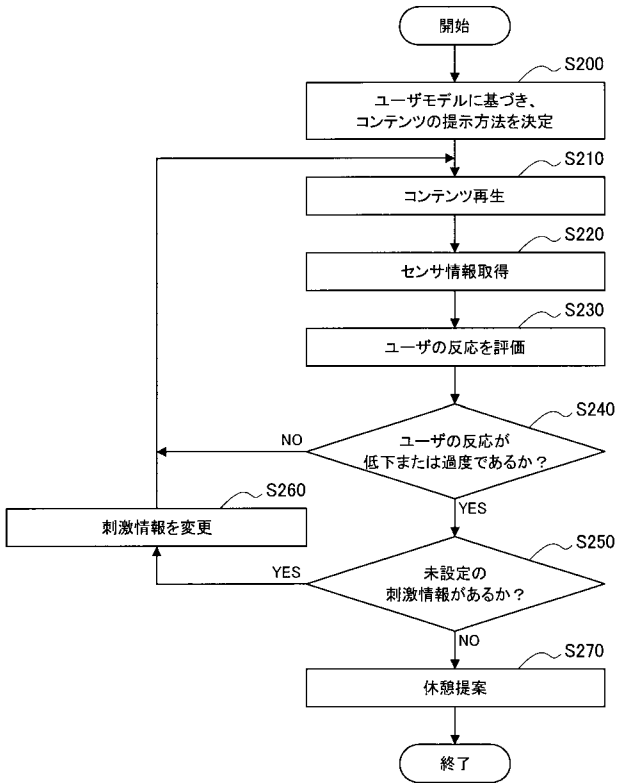 開始
S200
ユーザモデルに基づき、
コンテンツの提示方法を決定
S210
コンテンツ再生
S220
センサ情報取得
S230
ユーザの反応を評価
S240
ユーザの反応が
低下または過度であるか？
NO
YES
S260
刺激情報を変更
S250
未設定の
刺激情報があるか？
YES
NO
S270
休憩提案
終了